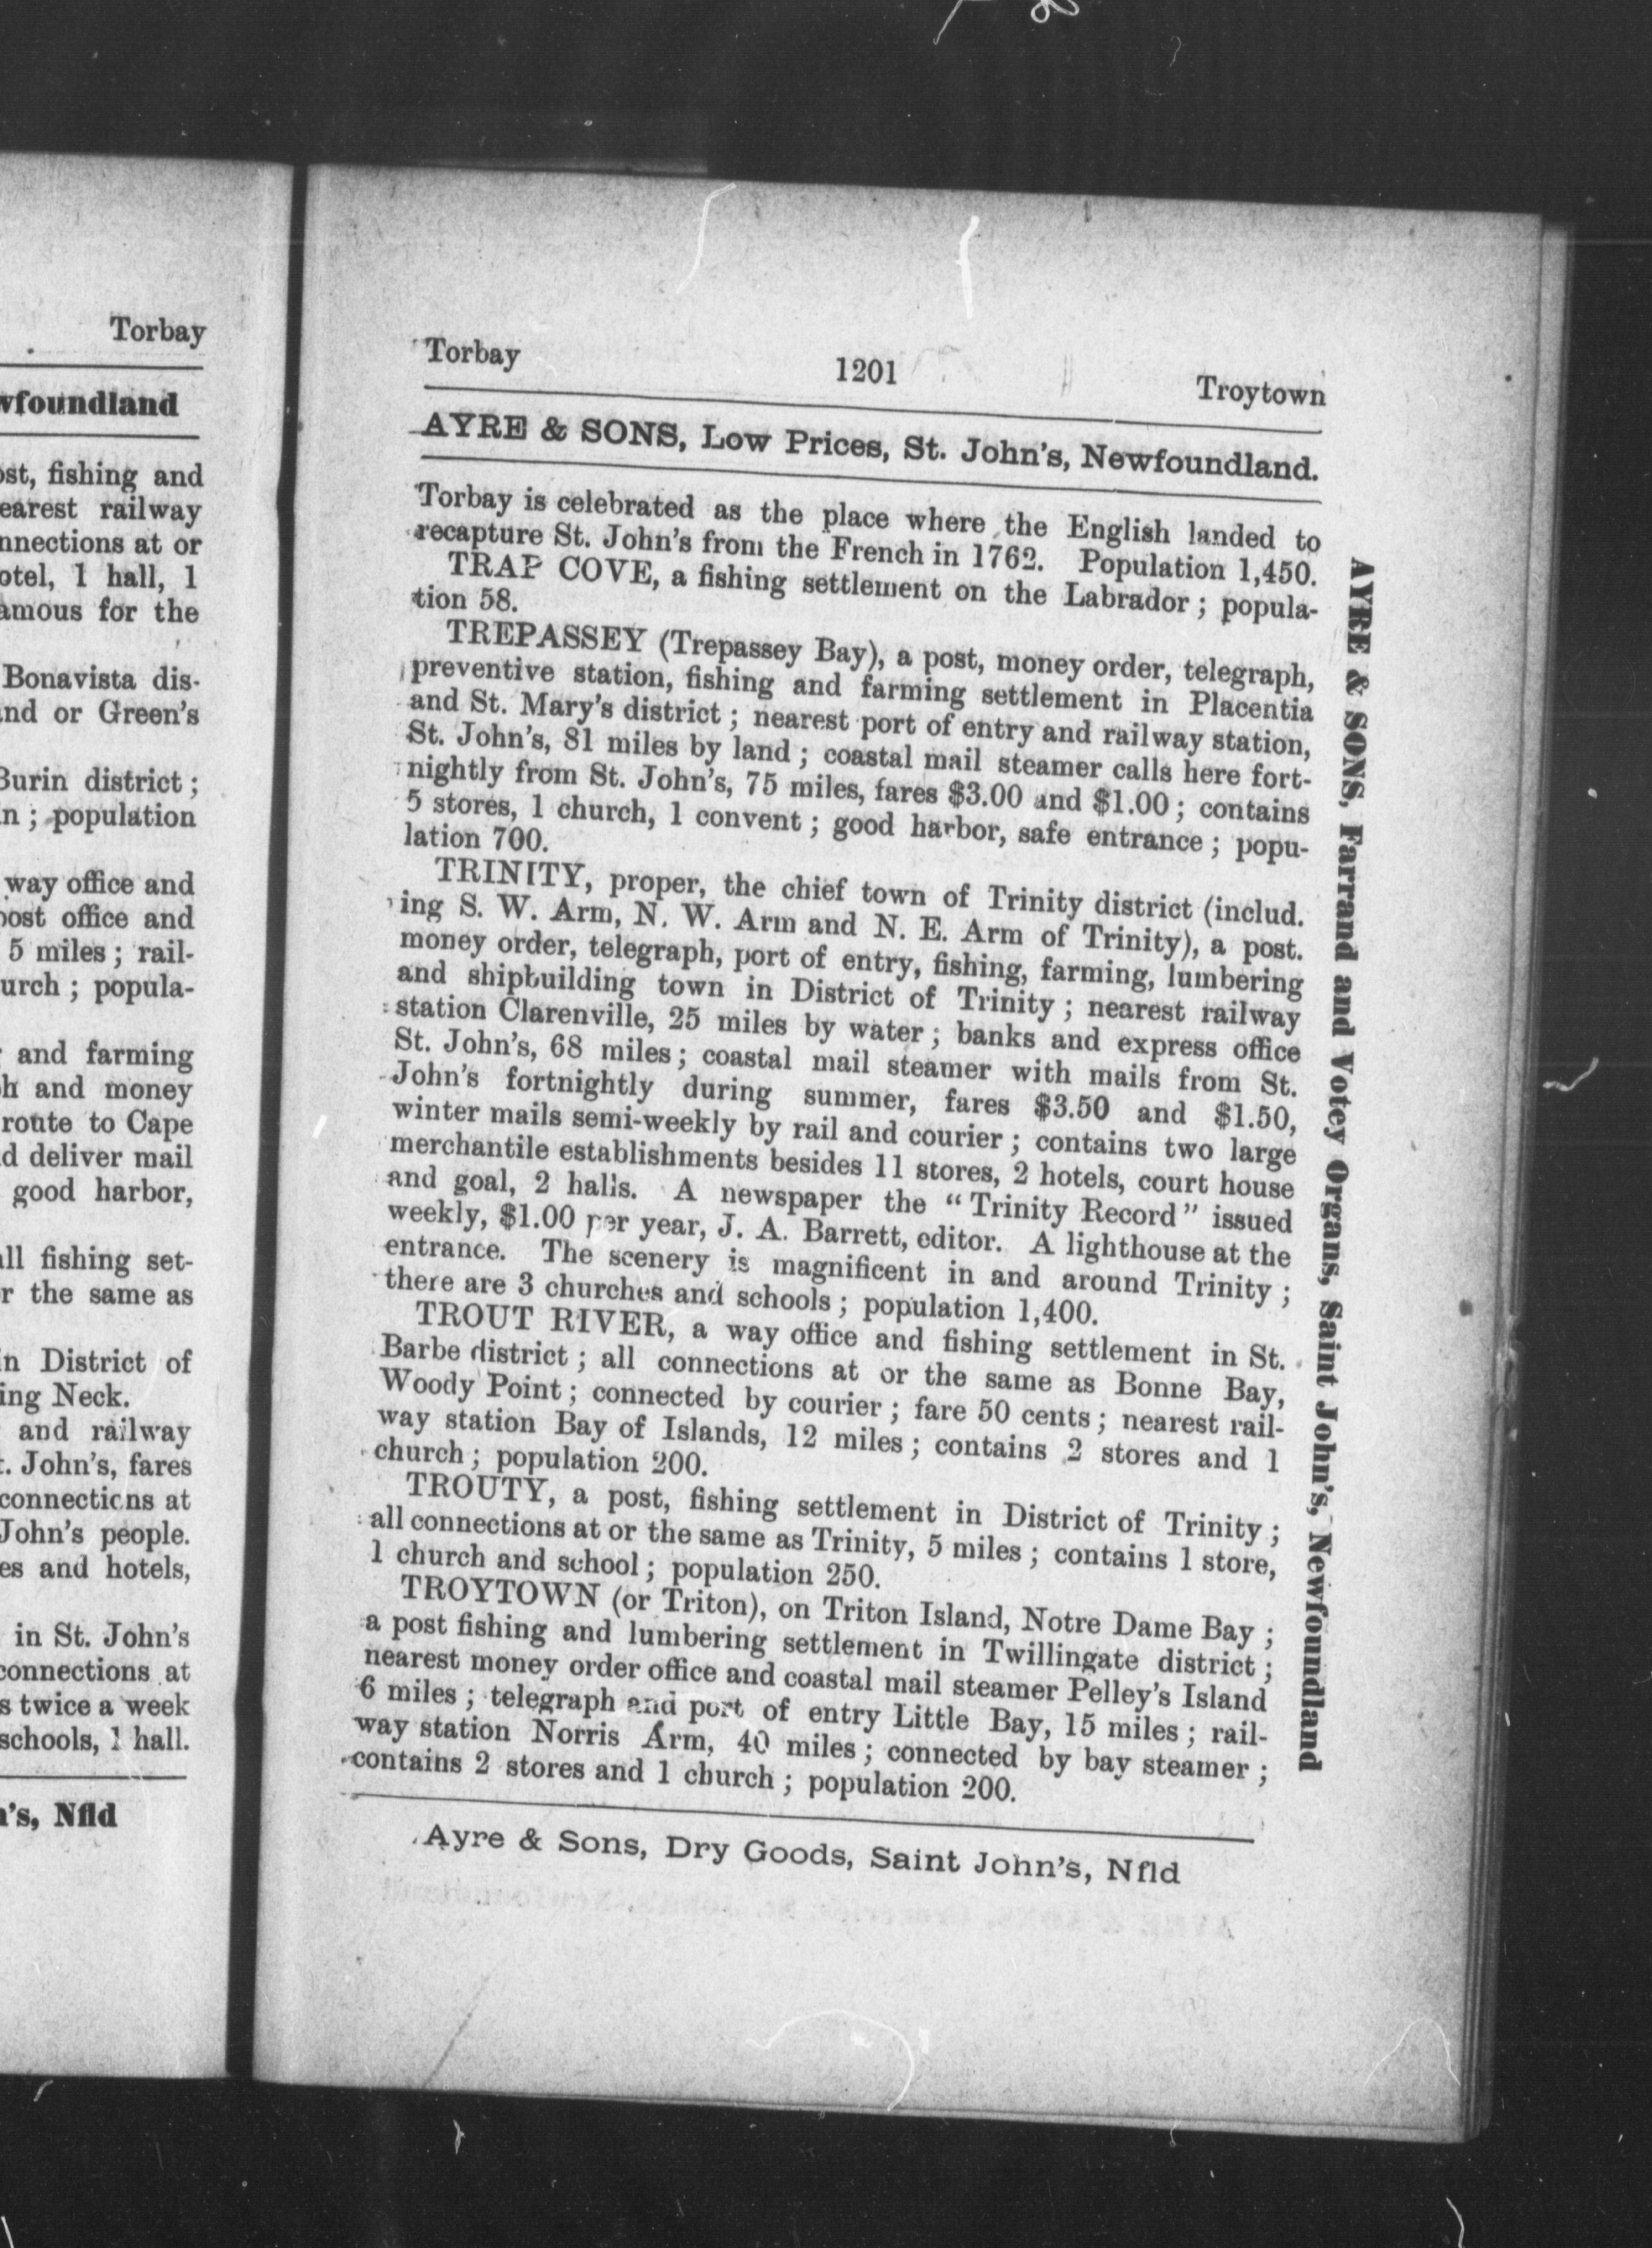 Torbay
wfoundland
ost, fishing and
earest railway
nnections at or
otel, 1 hall, 1
amous for the
Bonavista dis-
and or Green's
Burin district;
n; population
way office and
post office and
5 miles; rail-
urch; popula-
and farming
h and money
route to Cape
d deliver mail
good harbor,
all fishing set-
r the same as
in District of
ing Neck.
and railway
t. John's, fares
connections at
John's people.
es and hotels,
in St. John's
connections at
s twice a week
schools, 1 hall.
n's, Nfld
Torbay 1201 Troytown
AYRE & SONS, Low Prices, St. John's, Newfoundland.
Torbay is celebrated as the place where the English landed to
recapture St. John's from the French in 1762. Population 1,450.
TRAP COVE, a fishing settlement on the Labrador; popula-
tion 58.
TREPASSEY (Trepassey Bay), a post, money order, telegraph,
preventive station, fishing and farming settlement in Placentia
and St. Mary's district; nearest port of entry and railway station,
St. John's, 81 miles by land; coastal mail steamer calls here fort-
nightly from St. John's, 75 miles, fares $3.00 and $1.00; contains
5 stores, 1 church, 1 convent; good harbor, safe entrance; popu-
lation 700.
TRINITY, proper, the chief town of Trinity district (includ.
ing S. W. Arm, N. W. Arm and N. E. Arm of Trinity), a post.
money order, telegraph, port of entry, fishing, farming, lumbering
and shipbuilding town in District of Trinity; nearest railway
station Clarenville, 25 miles by water; banks and express office
St. John's, 68 miles; coastal mail steamer with mails from St.
John's fortnightly during summer, fares $3.50 and $1.50,
winter mails semi-weekly by rail and courier; contains two large
merchantile establishments besides 11 stores, 2 hotels, court house
and goal, 2 halls. A newspaper the "Trinity Record" issued
weekly, $1.00 per year, J. A. Barrett, editor. A lighthouse at the
entrance. The scenery is magnificent in and around Trinity;
there are 3 churches and schools; population 1,400.
TROUT RIVER, a way office and fishing settlement in St.
Barbe district; all connections at or the same as Bonne Bay,
Woody Point; connected by courier; fare 50 cents; nearest rail-
way station Bay of Islands, 12 miles; contains 2 stores and 1
church; population 200.
TROUTY, a post, fishing settlement in District of Trinity;
all connections at or the same as Trinity, 5 miles; contains 1 store,
1 church and school; population 250.
TROYTOWN (or Triton), on Triton Island, Notre Dame Bay;
a post fishing and lumbering settlement in Twillingate district;
nearest money order office and coastal mail steamer Pelley's Island
6 miles; telegraph and port of entry Little Bay, 15 miles; rail-
way station Norris Arm, 40 miles; connected by bay steamer;
contains 2 stores and 1 church; population 200.
Ayre & Sons, Dry Goods, Saint John's, Nfld
AYRE & SONS, Farrand and Votey Organs, Saint John's, Newfoundland